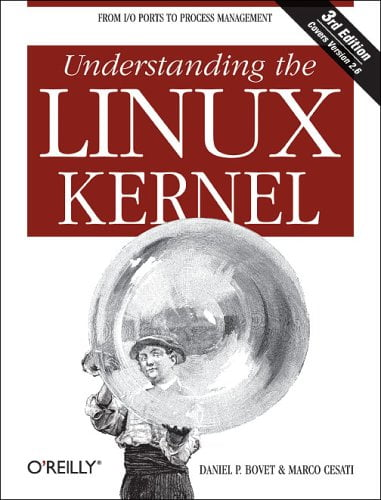 FROM I/O PORTS TO PROCESS MANAGEMENT
3rd Edition
Covers Version 2.6
Understanding the
LINUX
KERNEL
O'REILLY®
DANIEL P. BOVET & MARCO CESATI